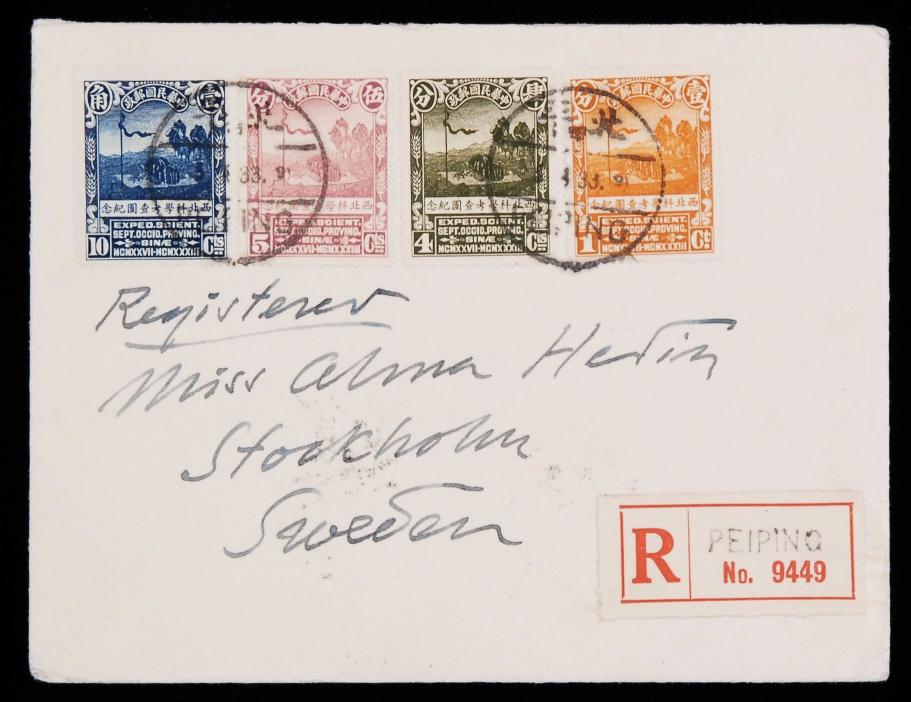 角 中華民國郵政 壹
西北科學考查團紀念
EXPED.SCIENT.
SEPT.OCCID.PROVINC.
SINÆ
10 MCMXXVII-MCMXXXIII Cts
分 中華民國郵政 伍
西北科學考查團紀念
EXPED.SCIENT.
SEPT.OCCID.PROVINC.
SINÆ
5 MCMXXVII-MCMXXXIII Cts
分 中華民國郵政 肆
西北科學考查團紀念
EXPED.SCIENT.
SEPT.OCCID.PROVINC.
SINÆ
4 MCMXXVII-MCMXXXIII Cts
分 中華民國郵政 壹
西北科學考查團紀念
EXPED.SCIENT.
SEPT.OCCID.PROVINC.
SINÆ
1 MCMXXVII-MCMXXXIII Ct
Registered
Miss Alma Hedin
Stockholm
Sweden
R PEIPING
No. 9449